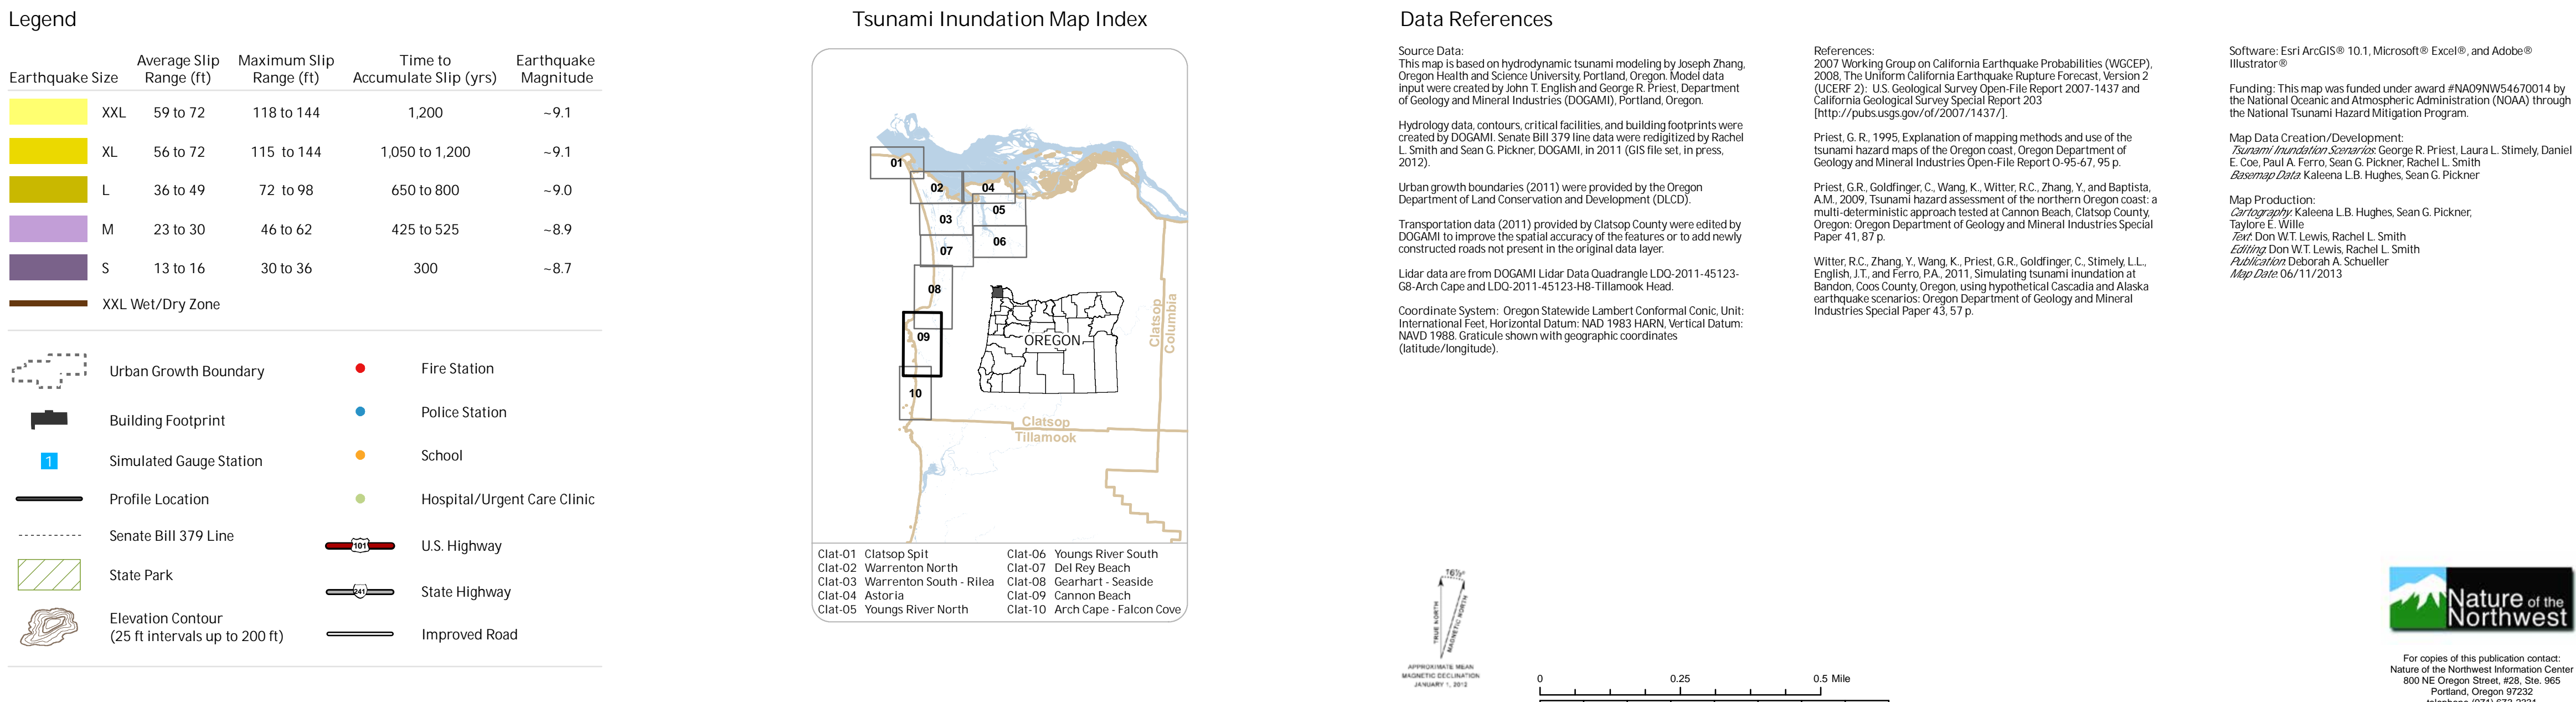 Legend
Earthquake Size
Average Slip Range (ft)
Maximum Slip Range (ft)
Time to Accumulate Slip (yrs)
Earthquake Magnitude
XXL 59 to 72 118 to 144 1,200 ~9.1
XL 56 to 72 115 to 144 1,050 to 1,200 ~9.1
L 36 to 49 72 to 98 650 to 800 ~9.0
M 23 to 30 46 to 62 425 to 525 ~8.9
S 13 to 16 30 to 36 300 ~8.7
XXL Wet/Dry Zone
Urban Growth Boundary
Building Footprint
1 Simulated Gauge Station
Profile Location
Senate Bill 379 Line
State Park
Elevation Contour
(25 ft intervals up to 200 ft)
Fire Station
Police Station
School
Hospital/Urgent Care Clinic
101 U.S. Highway
241 State Highway
Improved Road
Tsunami Inundation Map Index
01
02
04
03
05
07
06
08
09
10
OREGON
Clatsop
Columbia
Clatsop
Tillamook
Clat-01 Clatsop Spit
Clat-02 Warrenton North
Clat-03 Warrenton South - Rilea
Clat-04 Astoria
Clat-05 Youngs River North
Clat-06 Youngs River South
Clat-07 Del Rey Beach
Clat-08 Gearhart - Seaside
Clat-09 Cannon Beach
Clat-10 Arch Cape - Falcon Cove
Data References
Source Data:
This map is based on hydrodynamic tsunami modeling by Joseph Zhang,
Oregon Health and Science University, Portland, Oregon. Model data
input were created by John T. English and George R. Priest, Department
of Geology and Mineral Industries (DOGAMI), Portland, Oregon.
Hydrology data, contours, critical facilities, and building footprints were
created by DOGAMI. Senate Bill 379 line data were redigitized by Rachel
L. Smith and Sean G. Pickner, DOGAMI, in 2011 (GIS file set, in press,
2012).
Urban growth boundaries (2011) were provided by the Oregon
Department of Land Conservation and Development (DLCD).
Transportation data (2011) provided by Clatsop County were edited by
DOGAMI to improve the spatial accuracy of the features or to add newly
constructed roads not present in the original data layer.
Lidar data are from DOGAMI Lidar Data Quadrangle LDQ-2011-45123-
G8-Arch Cape and LDQ-2011-45123-H8-Tillamook Head.
Coordinate System: Oregon Statewide Lambert Conformal Conic, Unit:
International Feet, Horizontal Datum: NAD 1983 HARN, Vertical Datum:
NAVD 1988. Graticule shown with geographic coordinates
(latitude/longitude).
References:
2007 Working Group on California Earthquake Probabilities (WGCEP),
2008, The Uniform California Earthquake Rupture Forecast, Version 2
(UCERF 2): U.S. Geological Survey Open-File Report 2007-1437 and
California Geological Survey Special Report 203
[http://pubs.usgs.gov/of/2007/1437/].
Priest, G. R., 1995, Explanation of mapping methods and use of the
tsunami hazard maps of the Oregon coast, Oregon Department of
Geology and Mineral Industries Open-File Report O-95-67, 95 p.
Priest, G.R., Goldfinger, C., Wang, K., Witter, R.C., Zhang, Y., and Baptista,
A.M., 2009, Tsunami hazard assessment of the northern Oregon coast: a
multi-deterministic approach tested at Cannon Beach, Clatsop County,
Oregon: Oregon Department of Geology and Mineral Industries Special
Paper 41, 87 p.
Witter, R.C., Zhang, Y., Wang, K., Priest, G.R., Goldfinger, C., Stimely, L.L.,
English, J.T., and Ferro, P.A., 2011, Simulating tsunami inundation at
Bandon, Coos County, Oregon, using hypothetical Cascadia and Alaska
earthquake scenarios: Oregon Department of Geology and Mineral
Industries Special Paper 43, 57 p.
Software: Esri ArcGIS® 10.1, Microsoft® Excel®, and Adobe®
Illustrator®
Funding: This map was funded under award #NA09NW54670014 by
the National Oceanic and Atmospheric Administration (NOAA) through
the National Tsunami Hazard Mitigation Program.
Map Data Creation/Development:
Tsunami Inundation Scenarios: George R. Priest, Laura L. Stimely, Daniel
E. Coe, Paul A. Ferro, Sean G. Pickner, Rachel L. Smith
Basemap Data: Kaleena L.B. Hughes, Sean G. Pickner
Map Production:
Cartography: Kaleena L.B. Hughes, Sean G. Pickner,
Taylore E. Wille
Text: Don W.T. Lewis, Rachel L. Smith
Editing: Don W.T. Lewis, Rachel L. Smith
Publication: Deborah A. Schueller
Map Date: 06/11/2013
16½°
TRUE NORTH
MAGNETIC NORTH
APPROXIMATE MEAN
MAGNETIC DECLINATION
JANUARY 1, 2012
0 0.25 0.5 Mile
Nature of the
Northwest
For copies of this publication contact:
Nature of the Northwest Information Center
800 NE Oregon Street, #28, Ste. 965
Portland, Oregon 97232
telephone (971) 673-2331